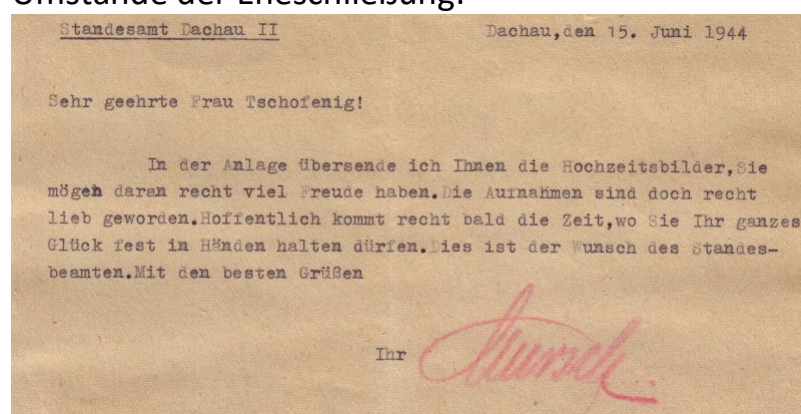 Umstände der Eheschließung:
Standesamt Dachau II Dachau,den 15. Juni 1944
Sehr geehrte Frau Tschofenig!
In der Anlage übersende ich Ihnen die Hochzeitsbilder,Sie
mögen daran recht viel Freude haben.Die Aufnahmen sind doch recht
lieb geworden.Hoffentlich kommt recht bald die Zeit,wo Sie Ihr ganzes
Glück fest in Händen halten dürfen.Dies ist der Wunsch des Standes-
beamten.Mit den besten Grüßen
Ihr